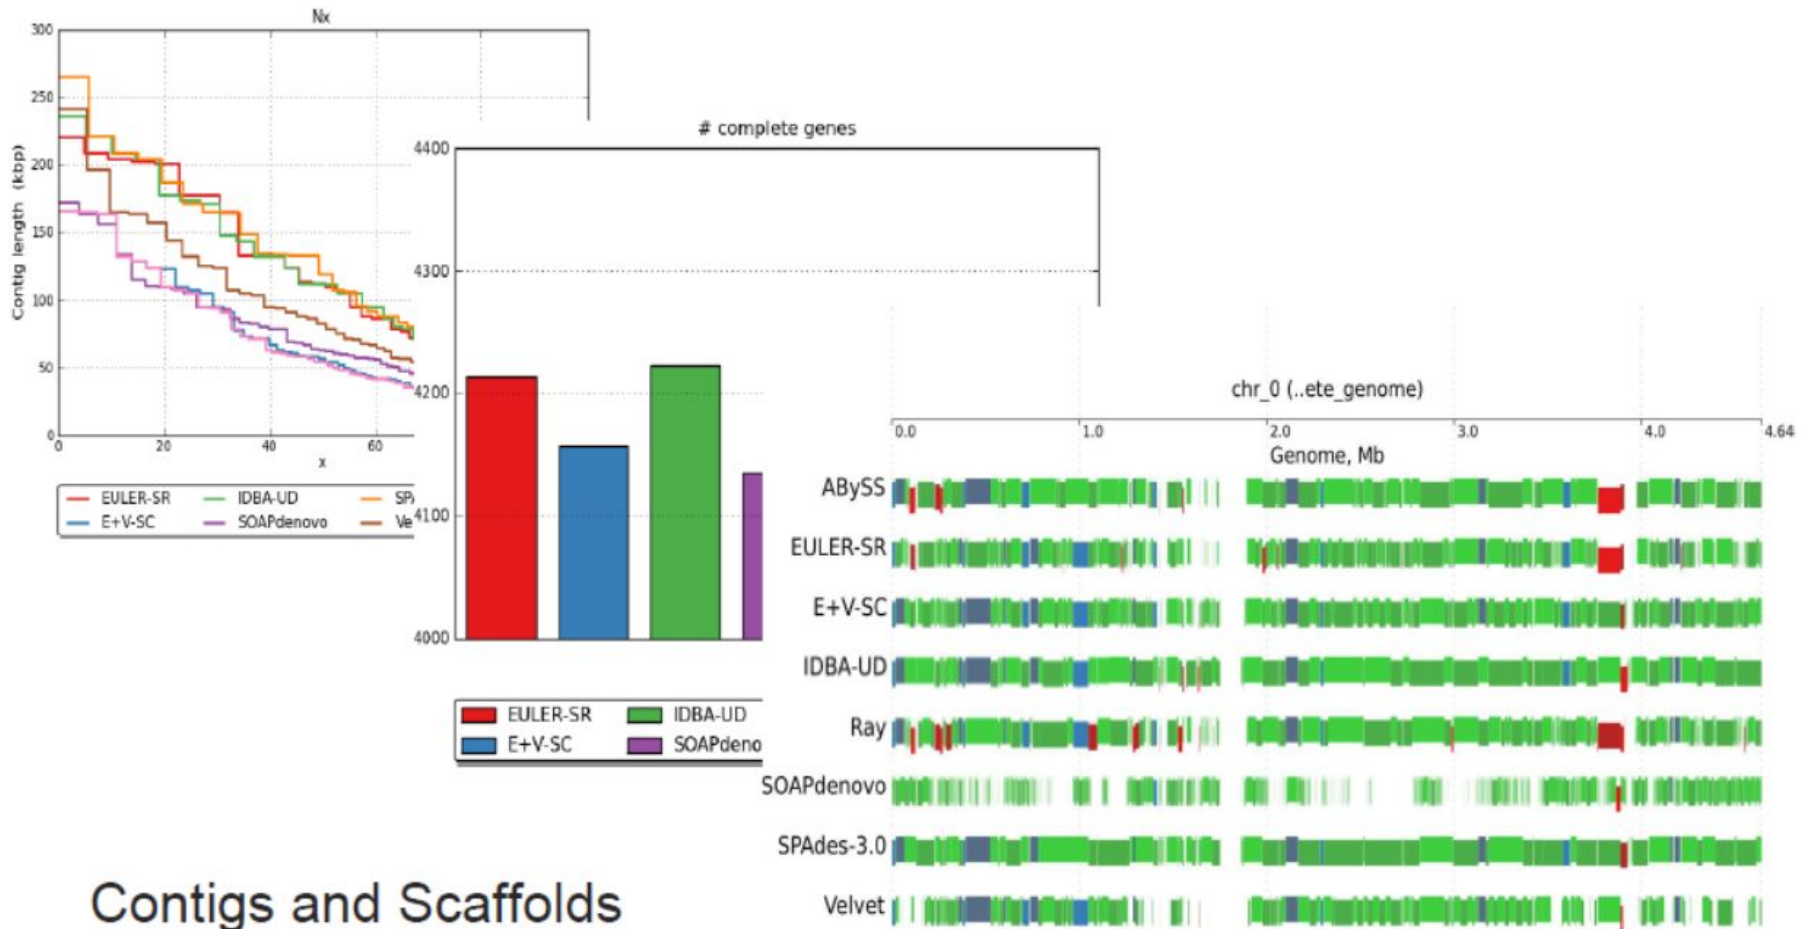 Nx
300
250
200
150
100
50
0
Contig length (kbp)
0 20 40 60
x
EULER-SR IDBA-UD
E+V-SC SOAPdenovo
# complete genes
4400
4300
4200
4100
4000
EULER-SR IDBA-UD
E+V-SC SOAPdeno
chr_0 (..ete_genome)
0.0 1.0 2.0 3.0 4.0 4.64
Genome, Mb
ABySS
EULER-SR
E+V-SC
IDBA-UD
Ray
SOAPdenovo
SPAdes-3.0
Velvet
Contigs and Scaffolds